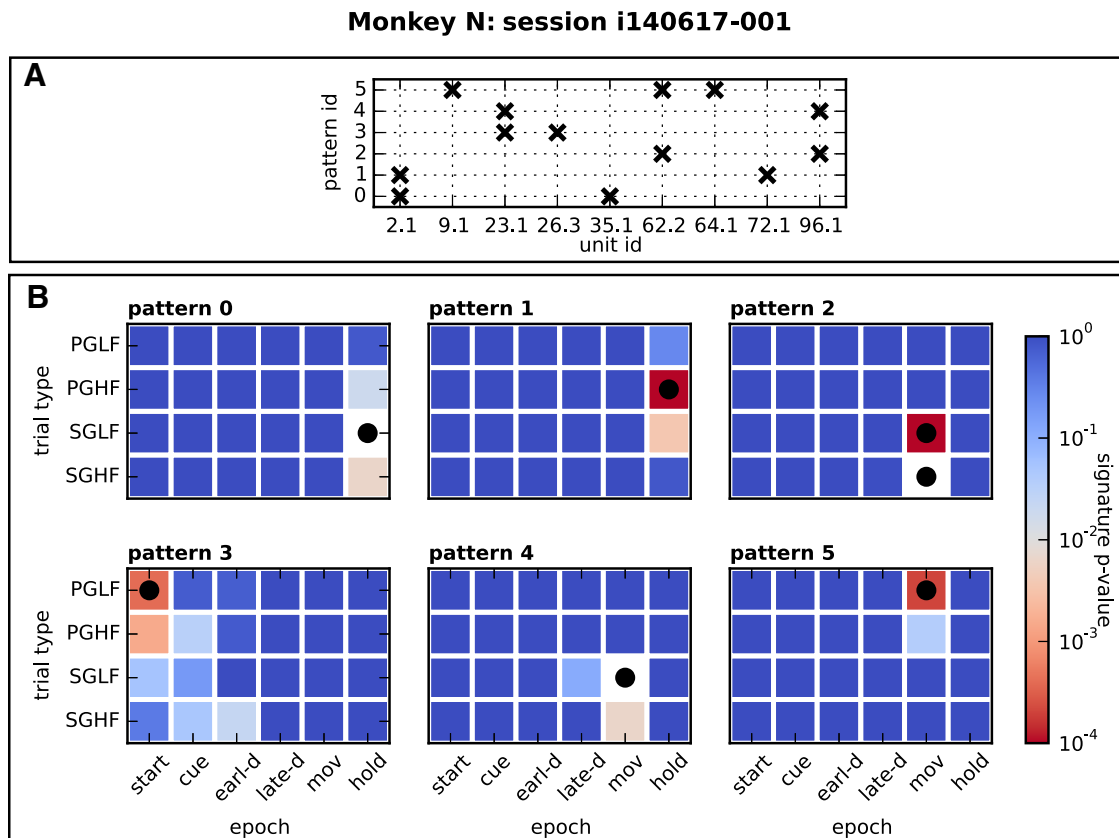 Monkey N: session i140617-001
A
pattern id
5
4
3
2
1
0
2.1 9.1 23.1 26.3 35.1 62.2 64.1 72.1 96.1
unit id
B
pattern 0 pattern 1 pattern 2
trial type
PGLF
PGHF
SGLF
SGHF
pattern 3 pattern 4 pattern 5
trial type
PGLF
PGHF
SGLF
SGHF
start cue earl-d late-d mov hold
epoch
start cue earl-d late-d mov hold
epoch
start cue earl-d late-d mov hold
epoch
10^0
10^-1
10^-2
10^-3
10^-4
signature p-value